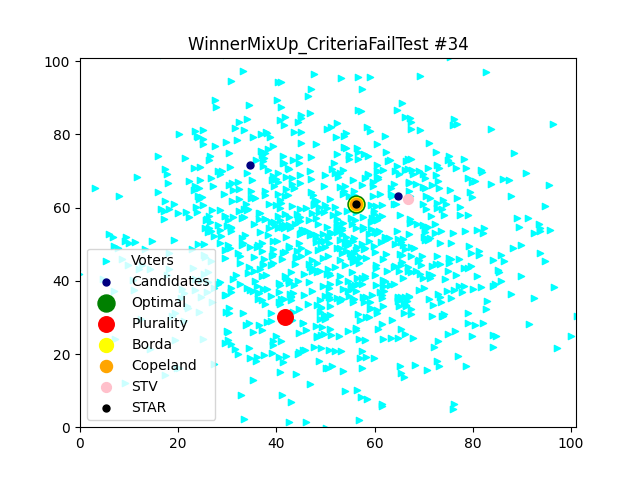 WinnerMixUp_CriteriaFailTest #34
100
80
60
40
20
0
Voters
Candidates
Optimal
Plurality
Borda
Copeland
STV
STAR
0 20 40 60 80 100